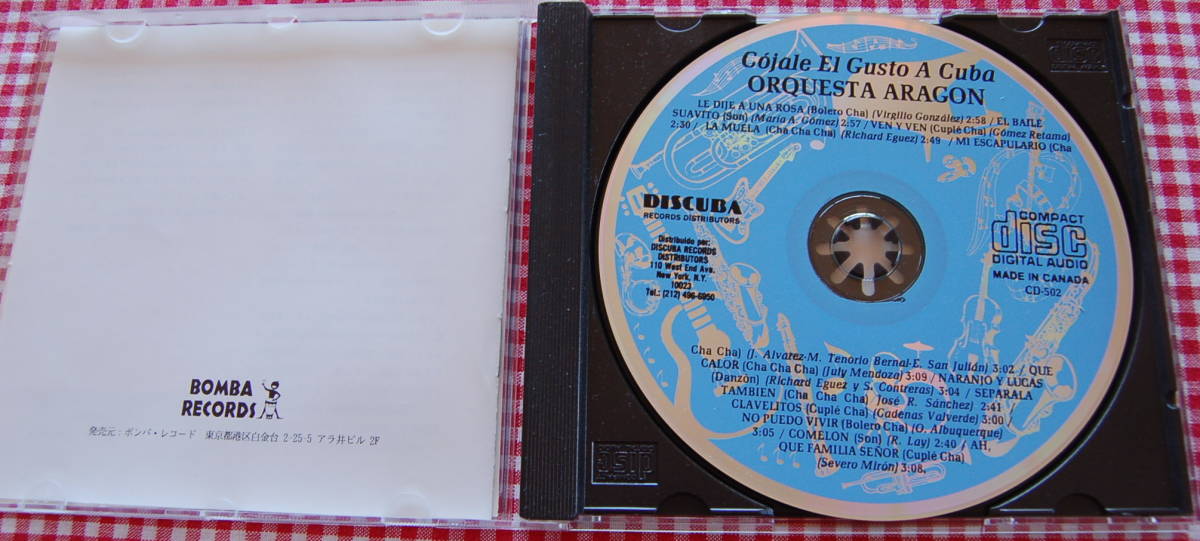 BOMBA
RECORDS
発売元：ボンバ・レコード 東京都港区白金台 2-25-5 アラ井ビル 2F
Cójale El Gusto A Cuba
ORQUESTA ARAGON
LE DIJE A UNA ROSA (Bolero Cha) (Virgilio González) 2:58 / EL BAILE
SUAVITO (Son) (María A. Gómez) 2:57 / VEN Y VEN (Cuplé Cha) (Gómez Retama)
2:30 / LA MUELA (Cha Cha Cha) (Richard Eguez) 2:49 / MI ESCAPULARIO (Cha
DISCUBA
RECORDS DISTRIBUTORS
Distribuido por:
DISCUBA RECORDS
DISTRIBUTORS
110 West End Ave.
New York, N.Y.
10023
Tel.: (212) 496-6950
COMPACT
disc
DIGITAL AUDIO
MADE IN CANADA
CD-502
Cha Cha) (J. Alvarez-M. Tenorio Bernal-E. San Julián) 3:02 / QUE
CALOR (Cha Cha Cha) (July Mendoza) 3:09 / NARANJO Y LUCAS
(Danzòn) (Richard Eguez y S. Contreras) 3:04 / SEPARALA
TAMBIEN (Cha Cha Cha) José R. Sánchez) 2:41 /
CLAVELITOS (Cuplé Cha) (Cadenas Valverde) 3:00 /
NO PUEDO VIVIR (Bolero Cha) (O. Albuquerque)
3:05 / COMELON (Son) (R. Lay) 2:40 / AH,
QUE FAMILIA SEÑOR (Cuplé Cha)
(Severo Mirón) 3:08,